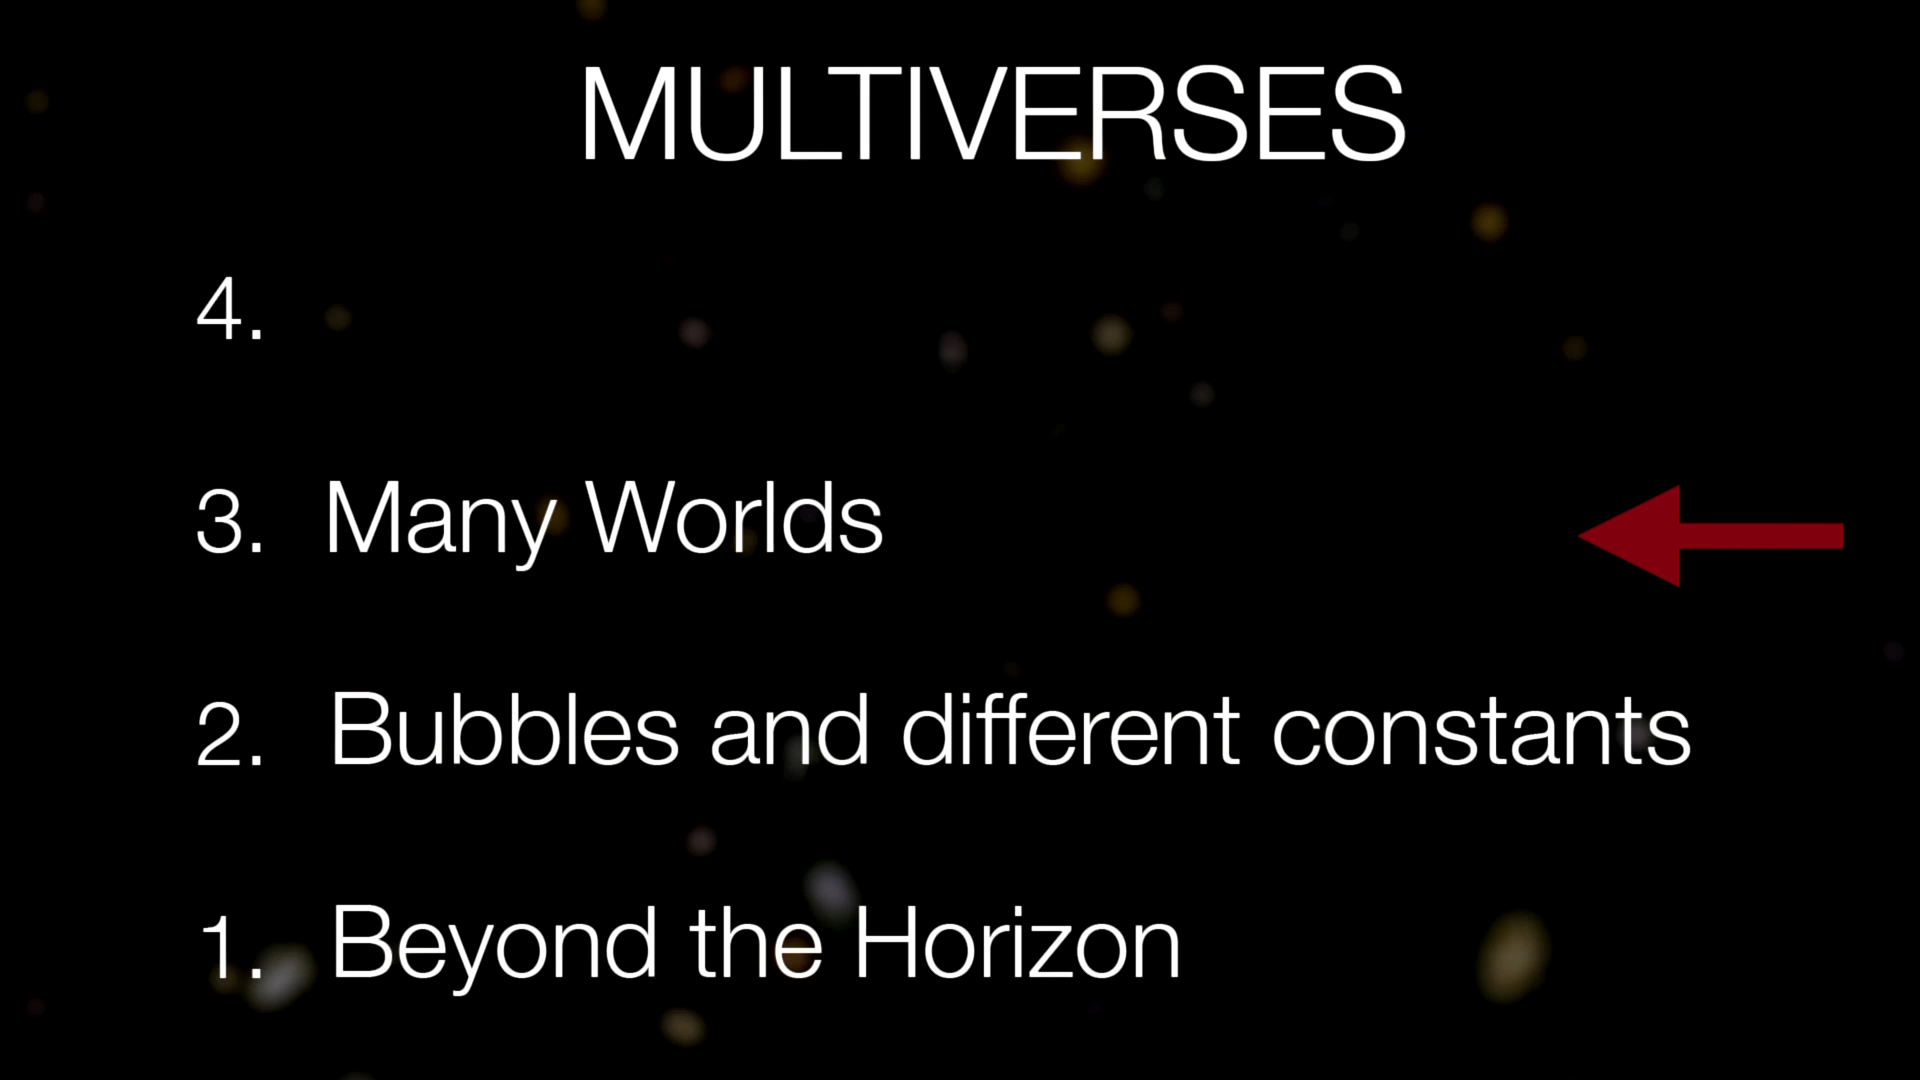 MULTIVERSES
4.
3. Many Worlds
2. Bubbles and different constants
1. Beyond the Horizon